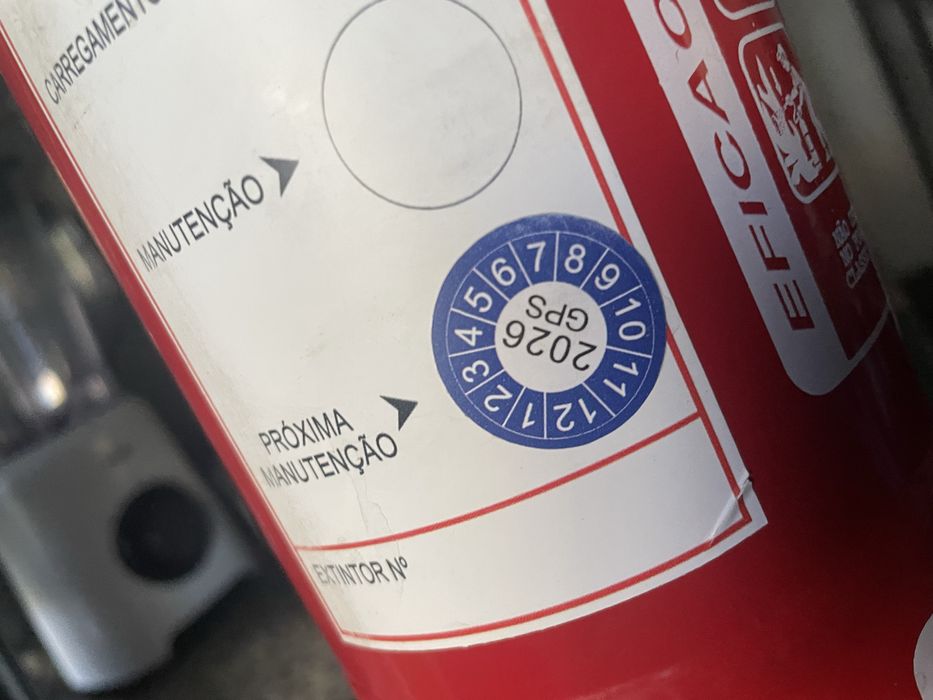 CARREGAMENTO
MANUTENÇÃO
PRÓXIMA
MANUTENÇÃO
1 2 3 4 5 6 7 8 9 10 11 12
2026
GPS
EXTINTOR Nº